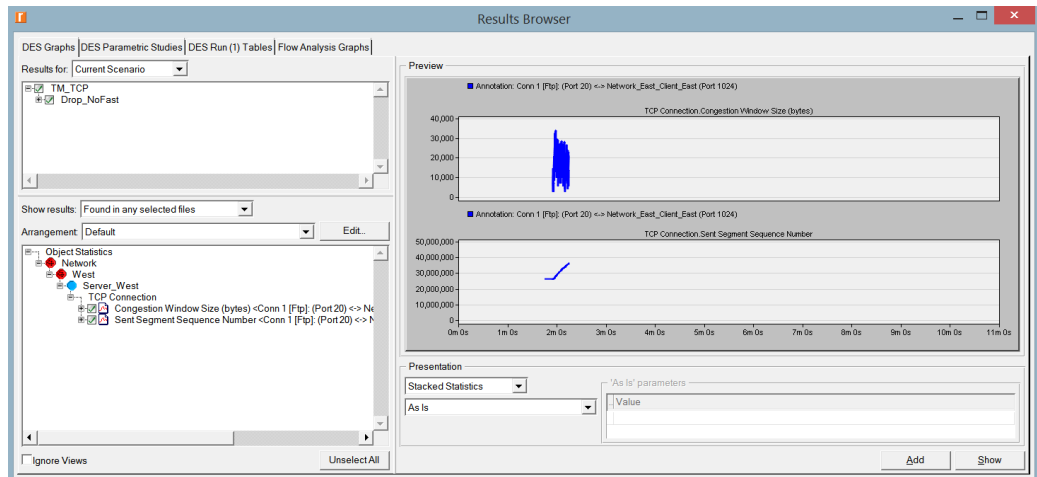 Results Browser
DES Graphs DES Parametric Studies DES Run (1) Tables Flow Analysis Graphs
Results for: Current Scenario
TM_TCP
Drop_NoFast
Show results: Found in any selected files
Arrangement: Default Edit...
Object Statistics
Network
West
Server_West
TCP Connection
Congestion Window Size (bytes) <Conn 1 [Ftp]: (Port 20) <-> Ne
Sent Segment Sequence Number <Conn 1 [Ftp]: (Port 20) <-> N
Ignore Views Unselect All
Preview
Annotation: Conn 1 [Ftp]: (Port 20) <-> Network_East_Client_East (Port 1024)
TCP Connection.Congestion Window Size (bytes)
40,000
30,000
20,000
10,000
0
Annotation: Conn 1 [Ftp]: (Port 20) <-> Network_East_Client_East (Port 1024)
TCP Connection.Sent Segment Sequence Number
50,000,000
40,000,000
30,000,000
20,000,000
10,000,000
0
0m 0s 1m 0s 2m 0s 3m 0s 4m 0s 5m 0s 6m 0s 7m 0s 8m 0s 9m 0s 10m 0s 11m 0s
Presentation
Stacked Statistics
As Is
'As Is' parameters
Value
Add Show